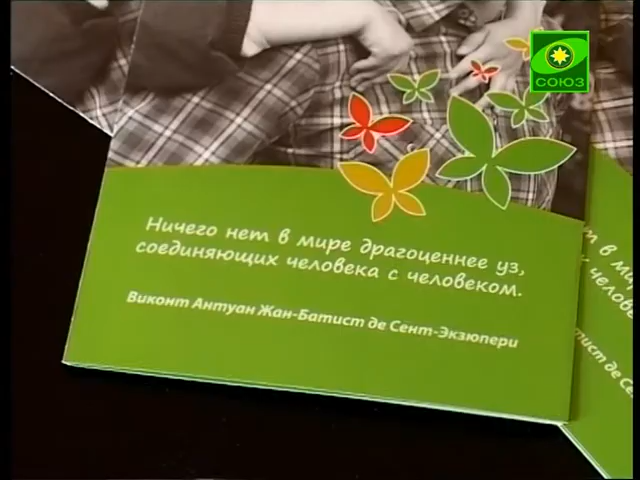 СОЮЗ
Ничего нет в мире драгоценнее уз,
соединяющих человека с человеком.
Виконт Антуан Жан-Батист де Сент-Экзюпери